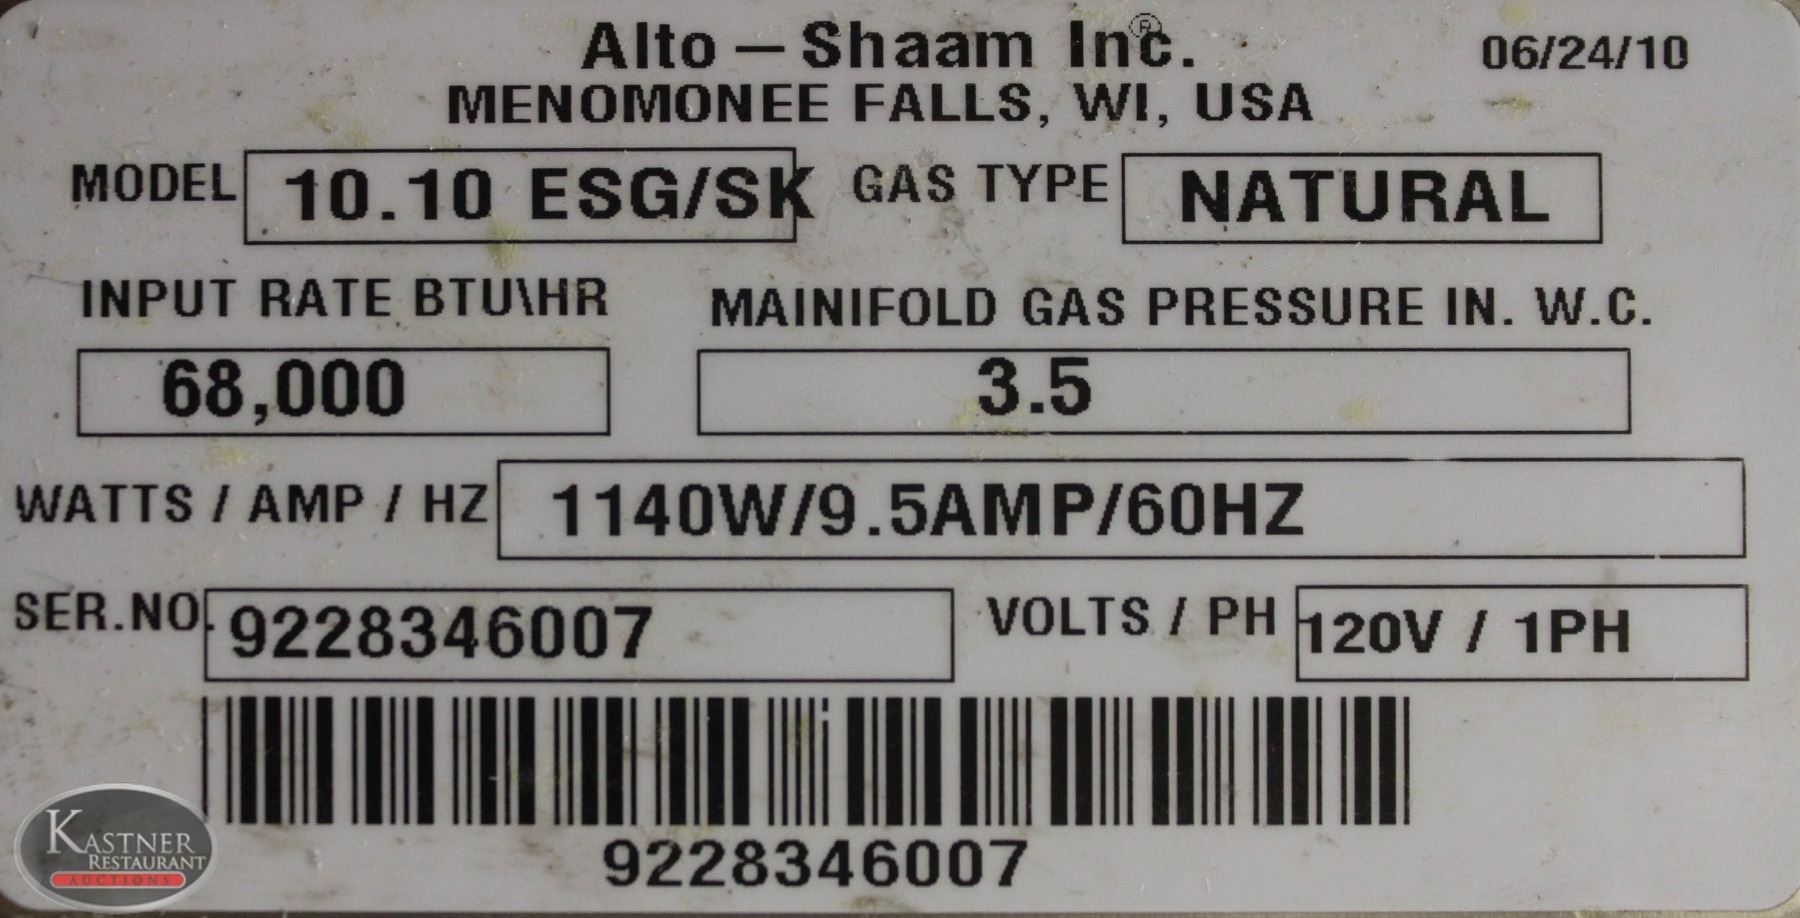 Alto — Shaam Inc.® 06/24/10
MENOMONEE FALLS, WI, USA
MODEL 10.10 ESG/SK GAS TYPE NATURAL
INPUT RATE BTU\HR MAINIFOLD GAS PRESSURE IN. W.C.
68,000 3.5
WATTS / AMP / HZ 1140W/9.5AMP/60HZ
SER.NO. 9228346007 VOLTS / PH 120V / 1PH
9228346007
KASTNER
RESTAURANT
AUCTIONS